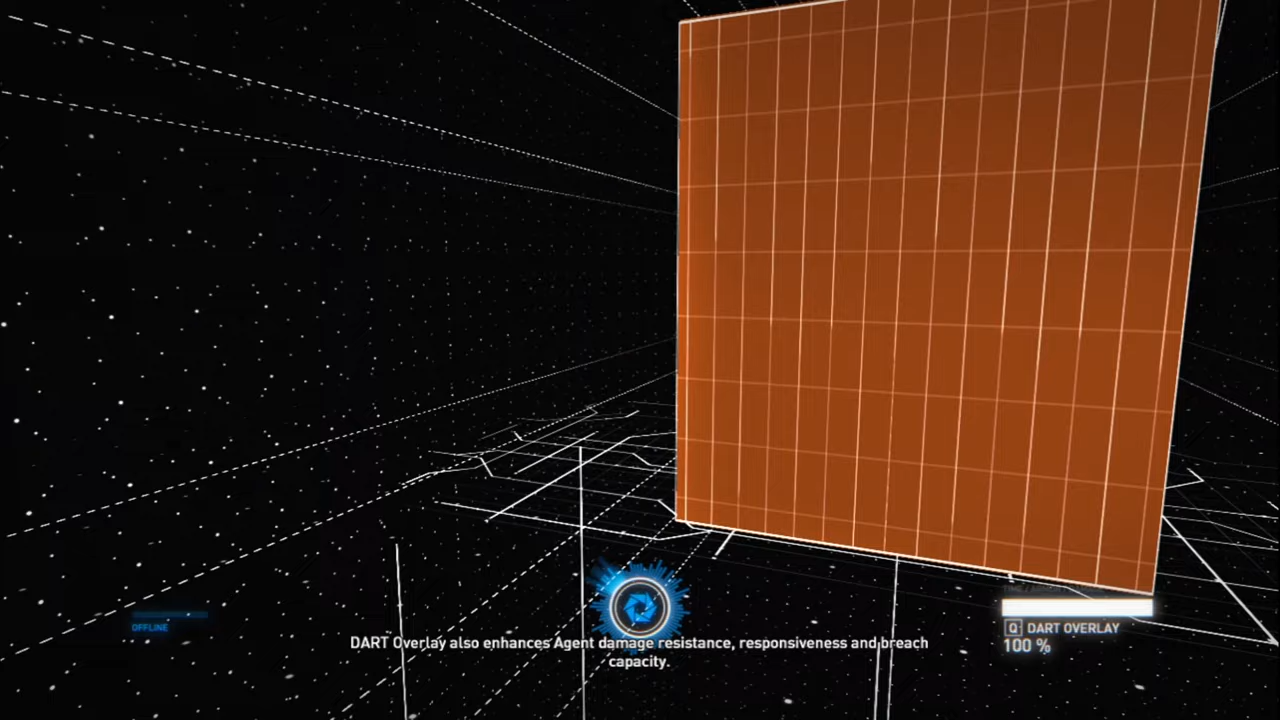 OFFLINE
DART Overlay also enhances Agent damage resistance, responsiveness and breach
capacity.
Q DART OVERLAY
100 %